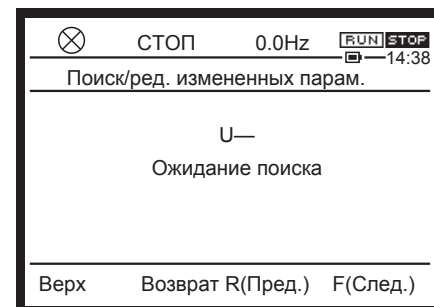 СТОП 0.0Hz RUN STOP
14:38
Поиск/ред. измененных парам.
U—
Ожидание поиска
Верх Возврат R(Пред.) F(След.)